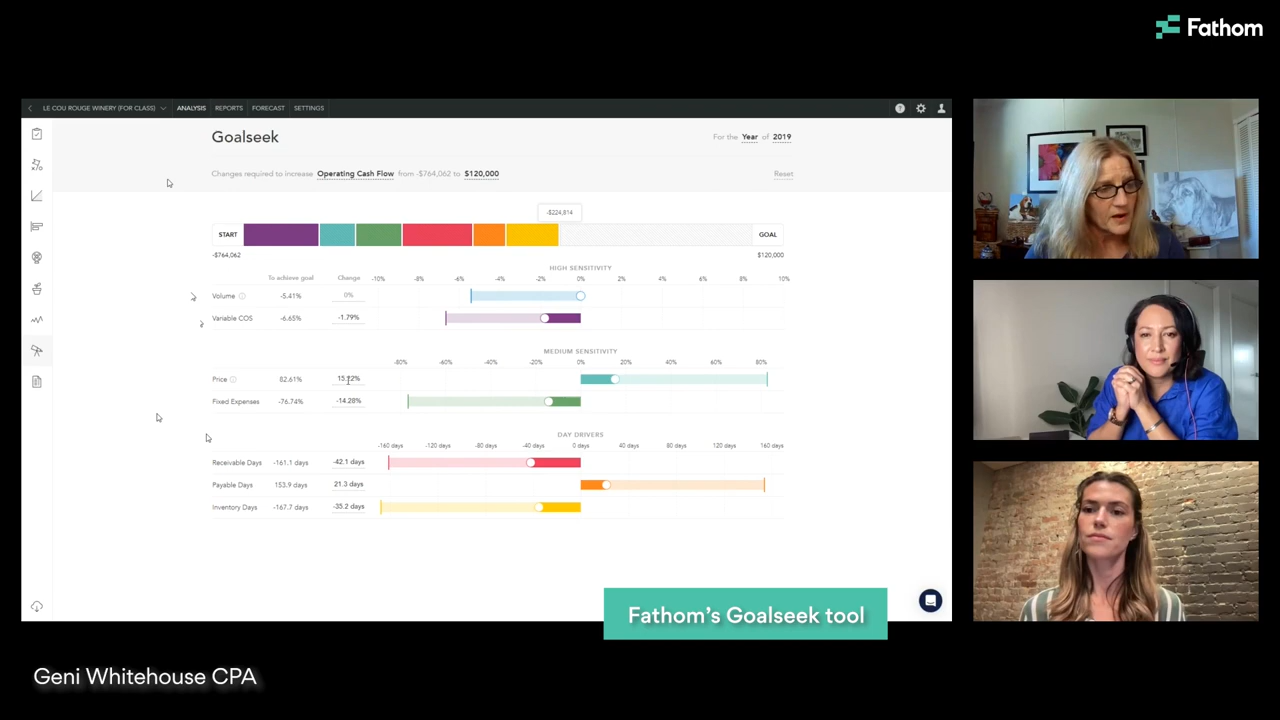 Fathom
LE COU ROUGE WINERY (FOR CLASS) ANALYSIS REPORTS FORECAST SETTINGS
Goalseek
For the Year of 2019
Changes required to increase Operating Cash Flow from -$764,062 to $120,000
Reset
-$224,814
START GOAL
-$764,062 $120,000
HIGH SENSITIVITY
To achieve goal Change -10% -8% -6% -4% -2% 0% 2% 4% 6% 8% 10%
Volume -5.41% 0%
Variable COS -6.65% -1.79%
MEDIUM SENSITIVITY
-80% -60% -40% -20% 0% 20% 40% 60% 80%
Price 82.61%
Fixed Expenses -76.74% -14.28%
DAY DRIVERS
-160 days -120 days -80 days -40 days 0 days 40 days 80 days 120 days 160 days
Receivable Days -161.1 days -42.1 days
Payable Days 153.9 days 21.3 days
Inventory Days -167.7 days -35.2 days
Fathom's Goalseek tool
Geni Whitehouse CPA